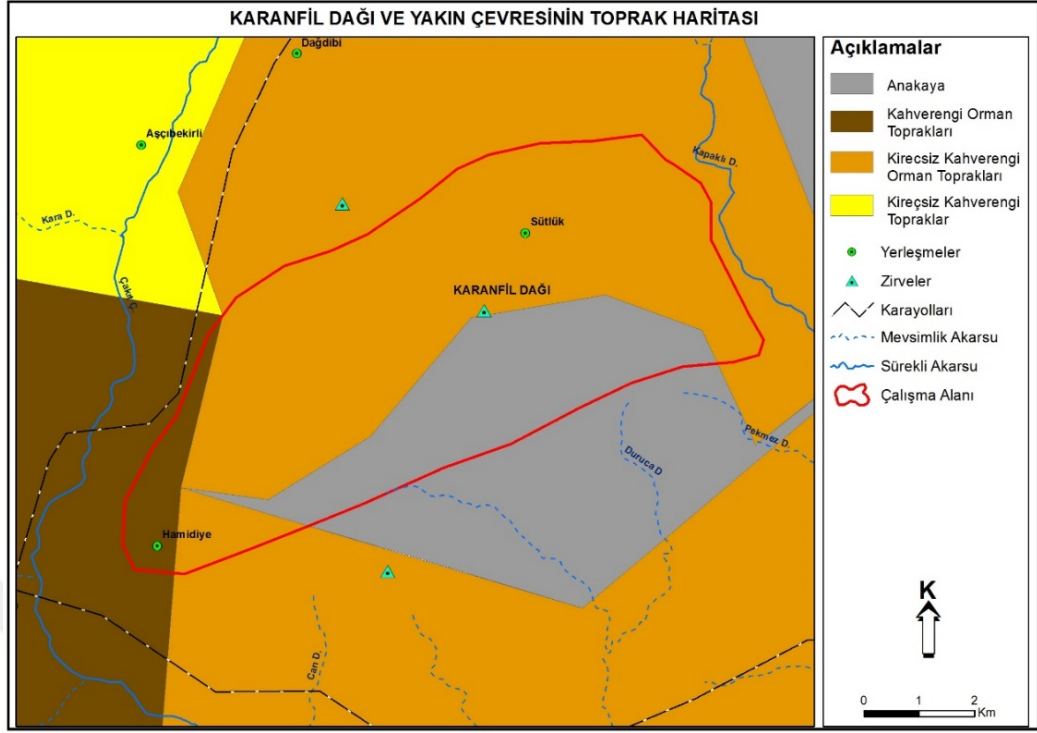 KARANFİL DAĞI VE YAKIN ÇEVRESİNİN TOPRAK HARİTASI
Dağdibi
Aşçıbekirli
Kapaklı D.
Kara D.
Sütlük
Çakıt Ç.
KARANFİL DAĞI
Pekmez D.
Duruca D
Hamidiye
Can D.
Açıklamalar
Anakaya
Kahverengi Orman
Toprakları
Kirecsiz Kahverengi
Orman Toprakları
Kireçsiz Kahverengi
Topraklar
Yerleşmeler
Zirveler
Karayolları
Mevsimlik Akarsu
Sürekli Akarsu
Çalışma Alanı
K
0 1 2
Km